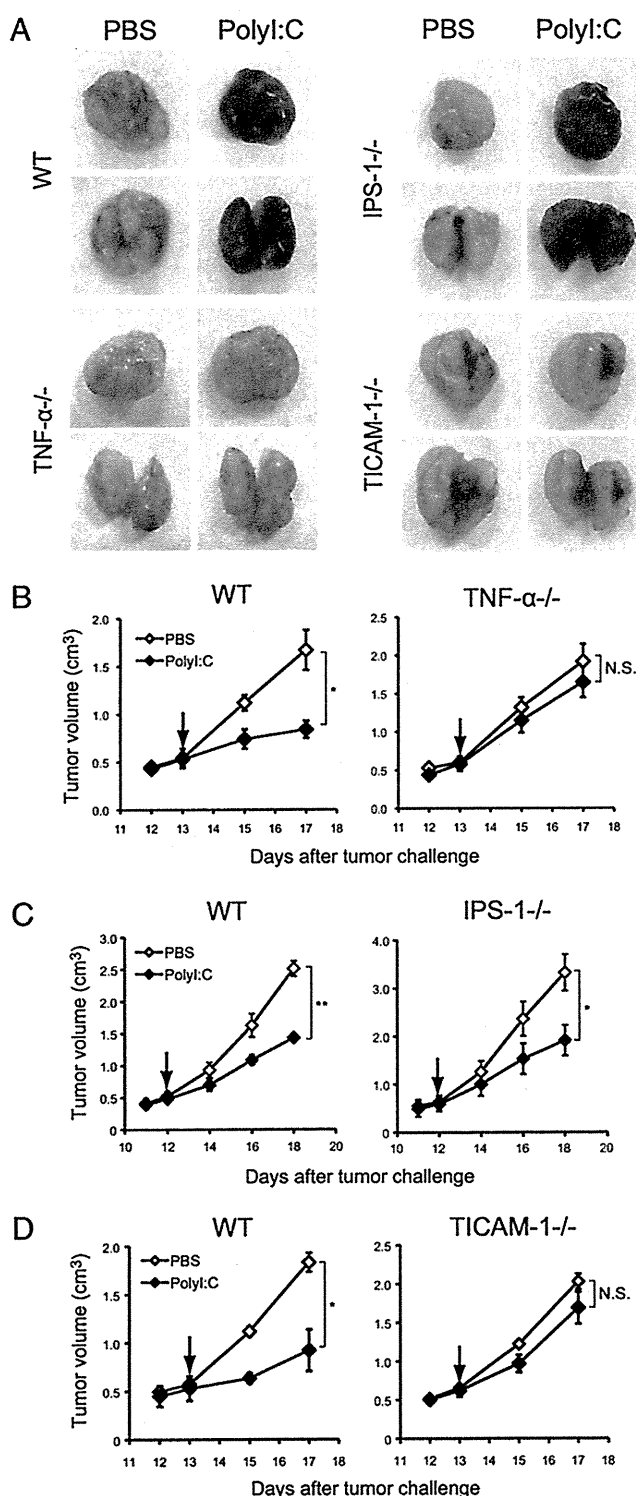 A
PBS PolyI:C PBS PolyI:C
WT
IPS-1-/-
TNF-α-/-
TICAM-1-/-
B
WT TNF-α-/-
Tumor volume (cm3)
2.0
1.5
1.0
0.5
0.0
PBS
PolyI:C
*
11 12 13 14 15 16 17 18
2.5
2.0
1.5
1.0
0.5
0.0
N.S.
11 12 13 14 15 16 17 18
Days after tumor challenge
C
WT IPS-1-/-
Tumor volume (cm3)
3.0
2.5
2.0
1.5
1.0
0.5
0
PBS
PolyI:C
**
10 12 14 16 18 20
4.0
3.0
2.0
1.0
0
*
10 12 14 16 18 20
Days after tumor challenge
D
WT TICAM-1-/-
Tumor volume (cm3)
2.0
1.5
1.0
0.5
0
PBS
PolyI:C
*
11 12 13 14 15 16 17 18
2.5
2.0
1.5
1.0
0.5
0
N.S.
11 12 13 14 15 16 17 18
Days after tumor challenge